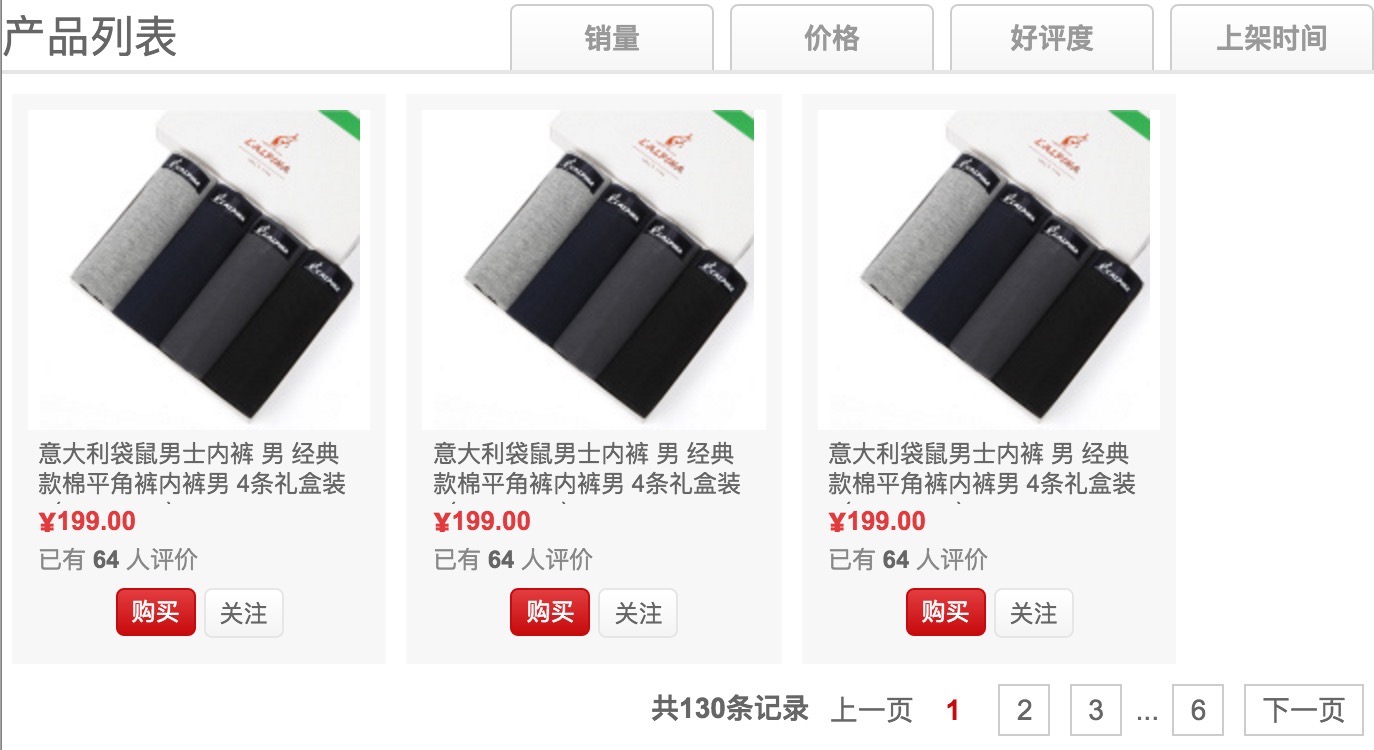 产品列表
销量 价格 好评度 上架时间
意大利袋鼠男士内裤 男 经典
款棉平角裤内裤男 4条礼盒装
¥199.00
已有 64 人评价
购买 关注
意大利袋鼠男士内裤 男 经典
款棉平角裤内裤男 4条礼盒装
¥199.00
已有 64 人评价
购买 关注
意大利袋鼠男士内裤 男 经典
款棉平角裤内裤男 4条礼盒装
¥199.00
已有 64 人评价
购买 关注
共130条记录 上一页 1 2 3 ... 6 下一页